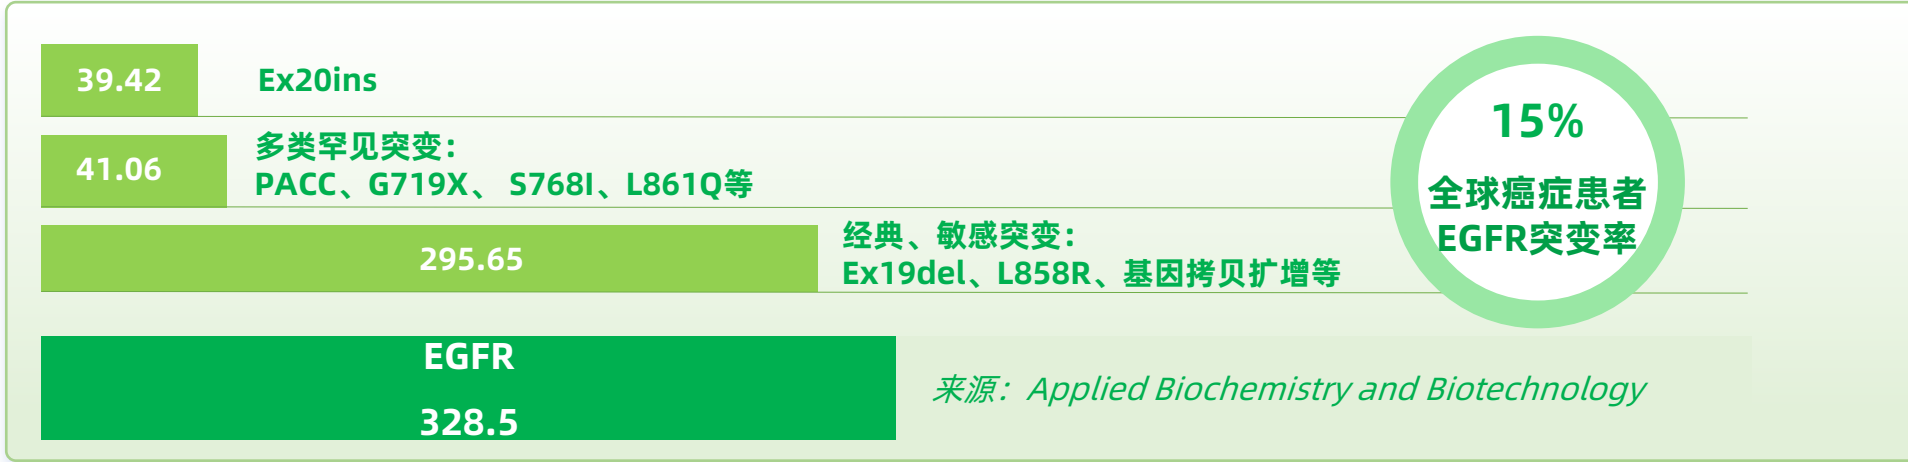 39.42
Ex20ins
41.06
多类罕见突变：
PACC、G719X、 S768I、L861Q等
295.65
经典、敏感突变：
Ex19del、L858R、基因拷贝扩增等
EGFR
328.5
来源：Applied Biochemistry and Biotechnology
15%
全球癌症患者
EGFR突变率